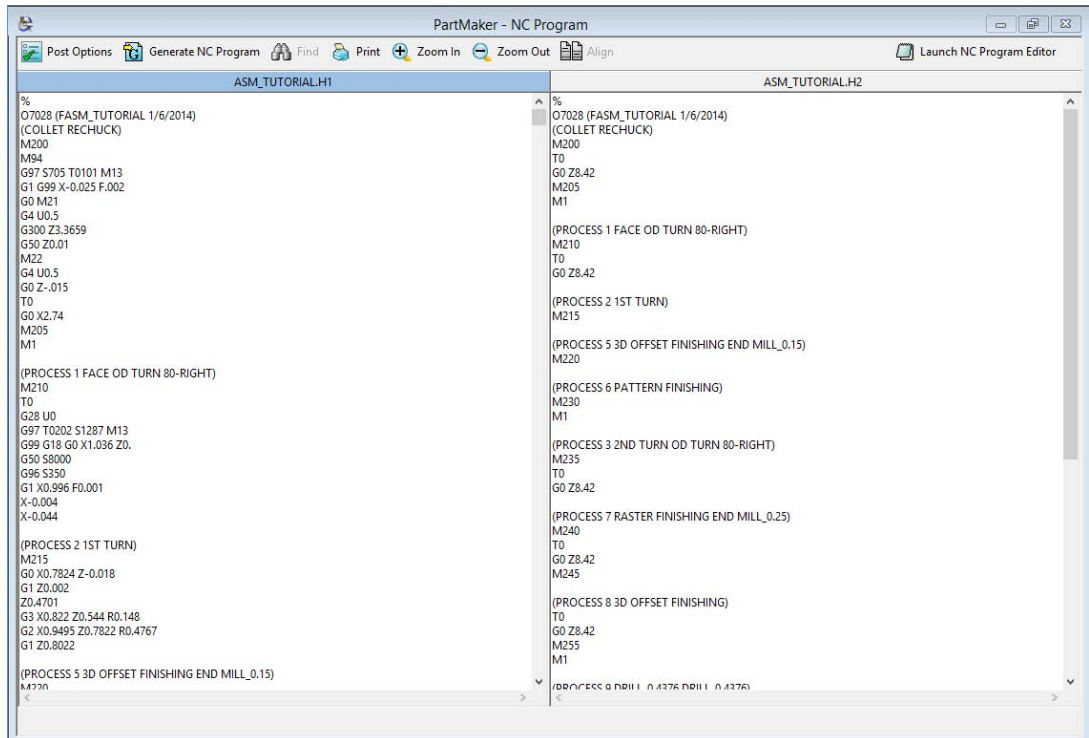 PartMaker - NC Program
Post Options Generate NC Program Find Print Zoom In Zoom Out Align Launch NC Program Editor
ASM_TUTORIAL.H1
%
O7028 (FASM_TUTORIAL 1/6/2014)
(COLLET RECHUCK)
M200
M94
G97 S705 T0101 M13
G1 G99 X-0.025 F.002
G0 M21
G4 U0.5
G300 Z3.3659
G50 Z0.01
M22
G4 U0.5
G0 Z-.015
T0
G0 X2.74
M205
M1
(PROCESS 1 FACE OD TURN 80-RIGHT)
M210
T0
G28 U0
G97 T0202 S1287 M13
G99 G18 G0 X1.036 Z0.
G50 S8000
G96 S350
G1 X0.996 F0.001
X-0.004
X-0.044
(PROCESS 2 1ST TURN)
M215
G0 X0.7824 Z-0.018
G1 Z0.002
Z0.4701
G3 X0.822 Z0.544 R0.148
G2 X0.9495 Z0.7822 R0.4767
G1 Z0.8022
(PROCESS 5 3D OFFSET FINISHING END MILL_0.15)
M220
ASM_TUTORIAL.H2
%
O7028 (FASM_TUTORIAL 1/6/2014)
(COLLET RECHUCK)
M200
T0
G0 Z8.42
M205
M1
(PROCESS 1 FACE OD TURN 80-RIGHT)
M210
T0
G0 Z8.42
(PROCESS 2 1ST TURN)
M215
(PROCESS 5 3D OFFSET FINISHING END MILL_0.15)
M220
(PROCESS 6 PATTERN FINISHING)
M230
M1
(PROCESS 3 2ND TURN OD TURN 80-RIGHT)
M235
T0
G0 Z8.42
(PROCESS 7 RASTER FINISHING END MILL_0.25)
M240
T0
G0 Z8.42
M245
(PROCESS 8 3D OFFSET FINISHING)
T0
G0 Z8.42
M255
M1
(PROCESS 9 DRILL_0.4376 DRILL_0.4376)